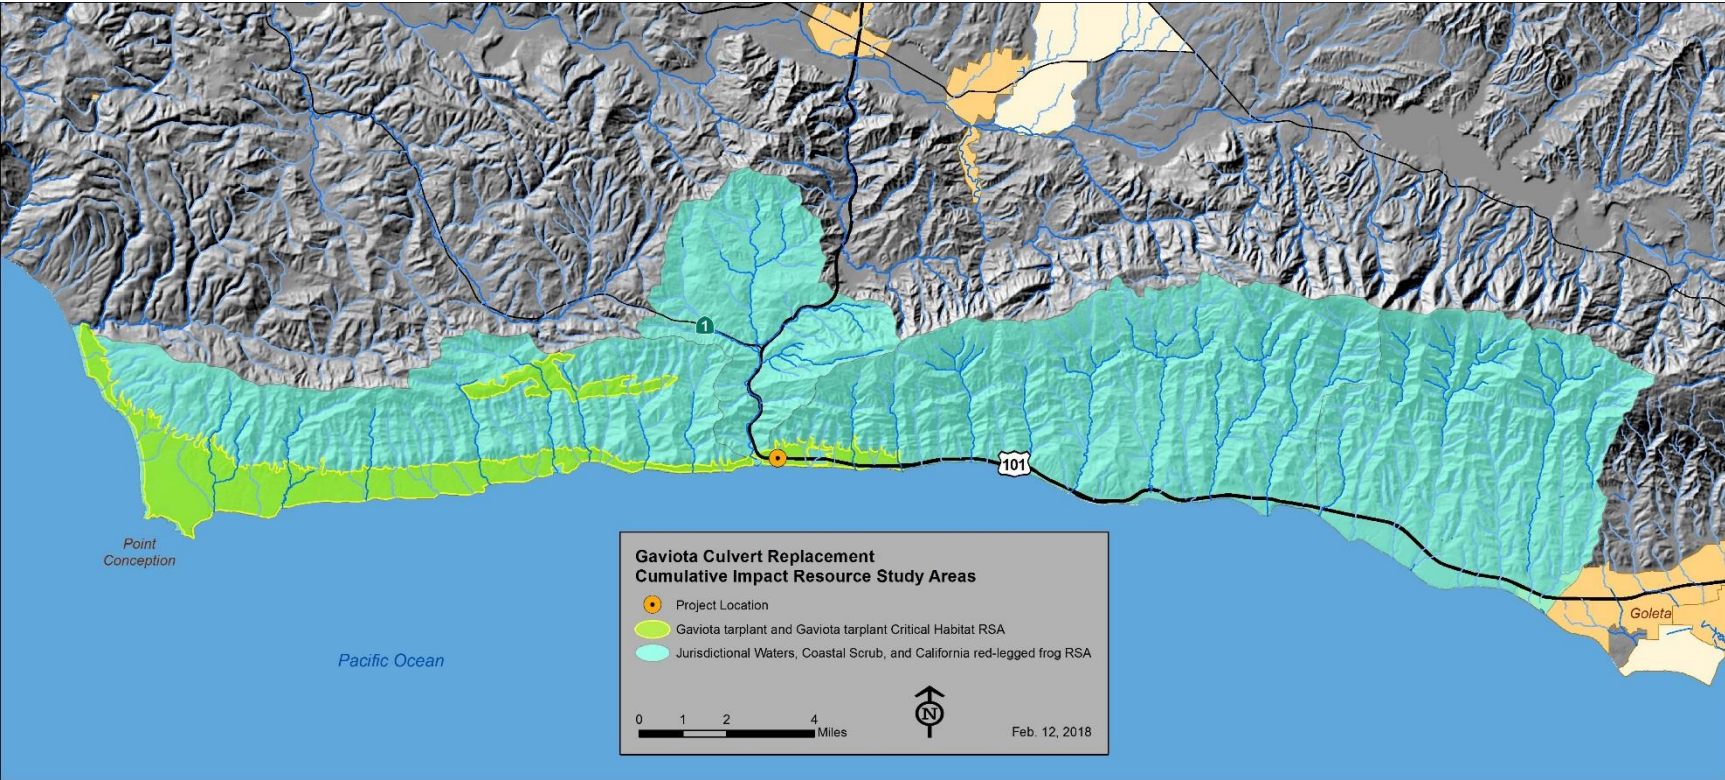 1
101
Point
Conception
Goleta
Pacific Ocean
Gaviota Culvert Replacement
Cumulative Impact Resource Study Areas
Project Location
Gaviota tarplant and Gaviota tarplant Critical Habitat RSA
Jurisdictional Waters, Coastal Scrub, and California red-legged frog RSA
0 1 2 4
Miles
N
Feb. 12, 2018